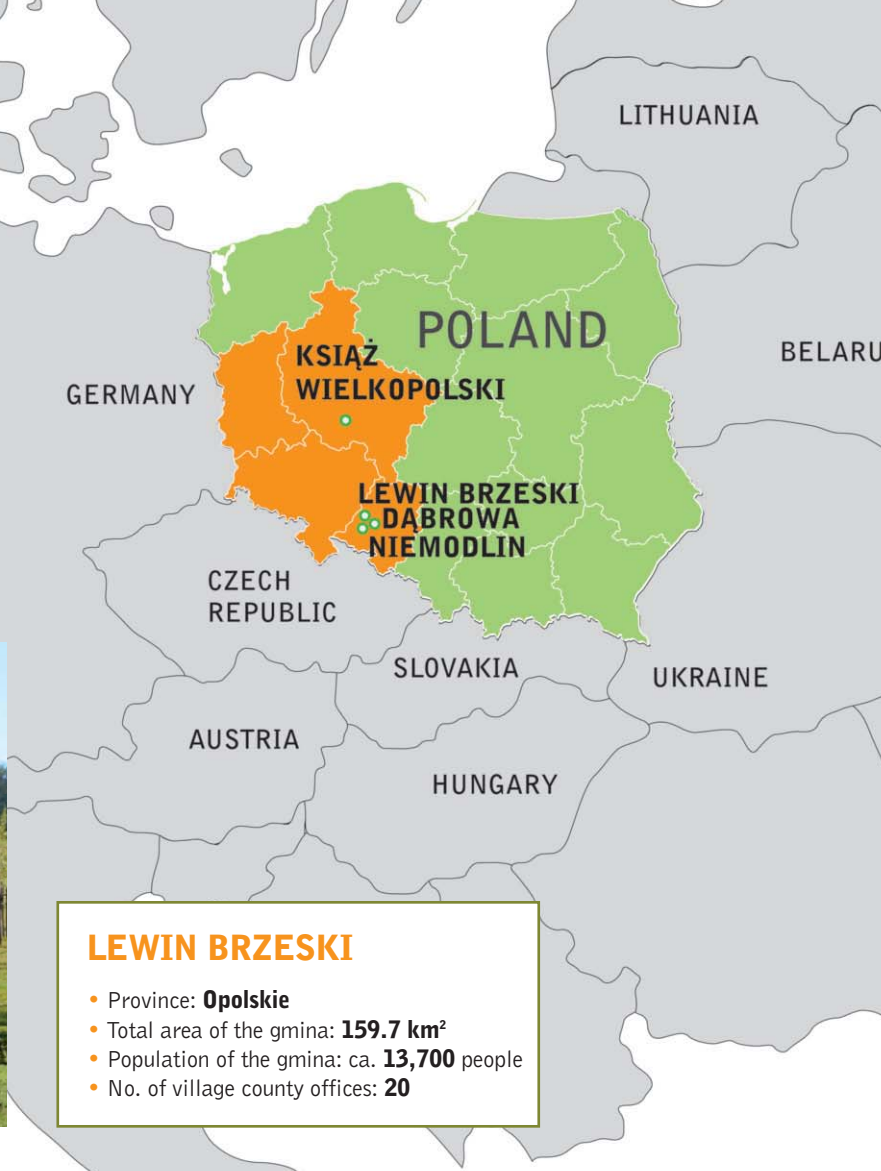 LITHUANIA
POLAND
BELARU
KSIĄŻ
WIELKOPOLSKI
GERMANY
LEWIN BRZESKI
DĄBROWA
NIEMODLIN
CZECH
REPUBLIC
SLOVAKIA
UKRAINE
AUSTRIA
HUNGARY
LEWIN BRZESKI
• Province: Opolskie
• Total area of the gmina: 159.7 km²
• Population of the gmina: ca. 13,700 people
• No. of village county offices: 20